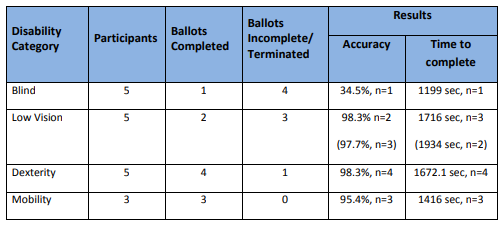 Disability Category Participants Ballots Completed Ballots Incomplete/ Terminated Results
Accuracy Time to complete
Blind 5 1 4 34.5%, n=1 1199 sec, n=1
Low Vision 5 2 3 98.3% n=2 1716 sec, n=3
(97.7%, n=3) (1934 sec, n=2)
Dexterity 5 4 1 98.3%, n=4 1672.1 sec, n=4
Mobility 3 3 0 95.4%, n=3 1416 sec, n=3